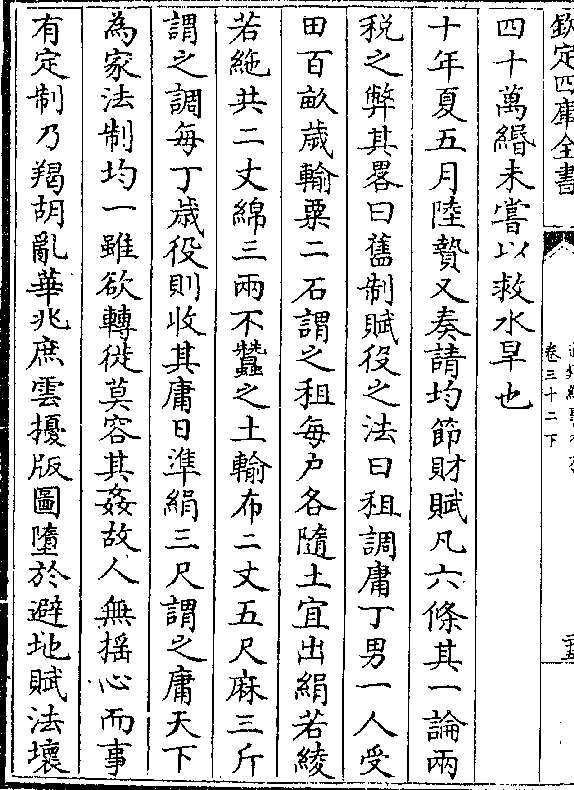 欽定四庫全書
卷三十二下
四十萬緡未嘗以救水旱也
十年夏五月陸贄又奏請均節財賦凡六條其一論兩
稅之弊其畧曰舊制賦役之法曰租調庸丁男一人受
田百畝歲輸粟二石謂之租每户各隨土宜出絹若綾
若絁共二丈綿三兩不蠶之土輸布二丈五尺麻三斤
謂之調每丁歲役則收其庸日準絹三尺謂之庸天下
為家法制均一雖欲轉徙莫容其姦故人無揺心而事
有定制乃羯胡亂華兆庶雲擾版圖墮於避地賦法壞